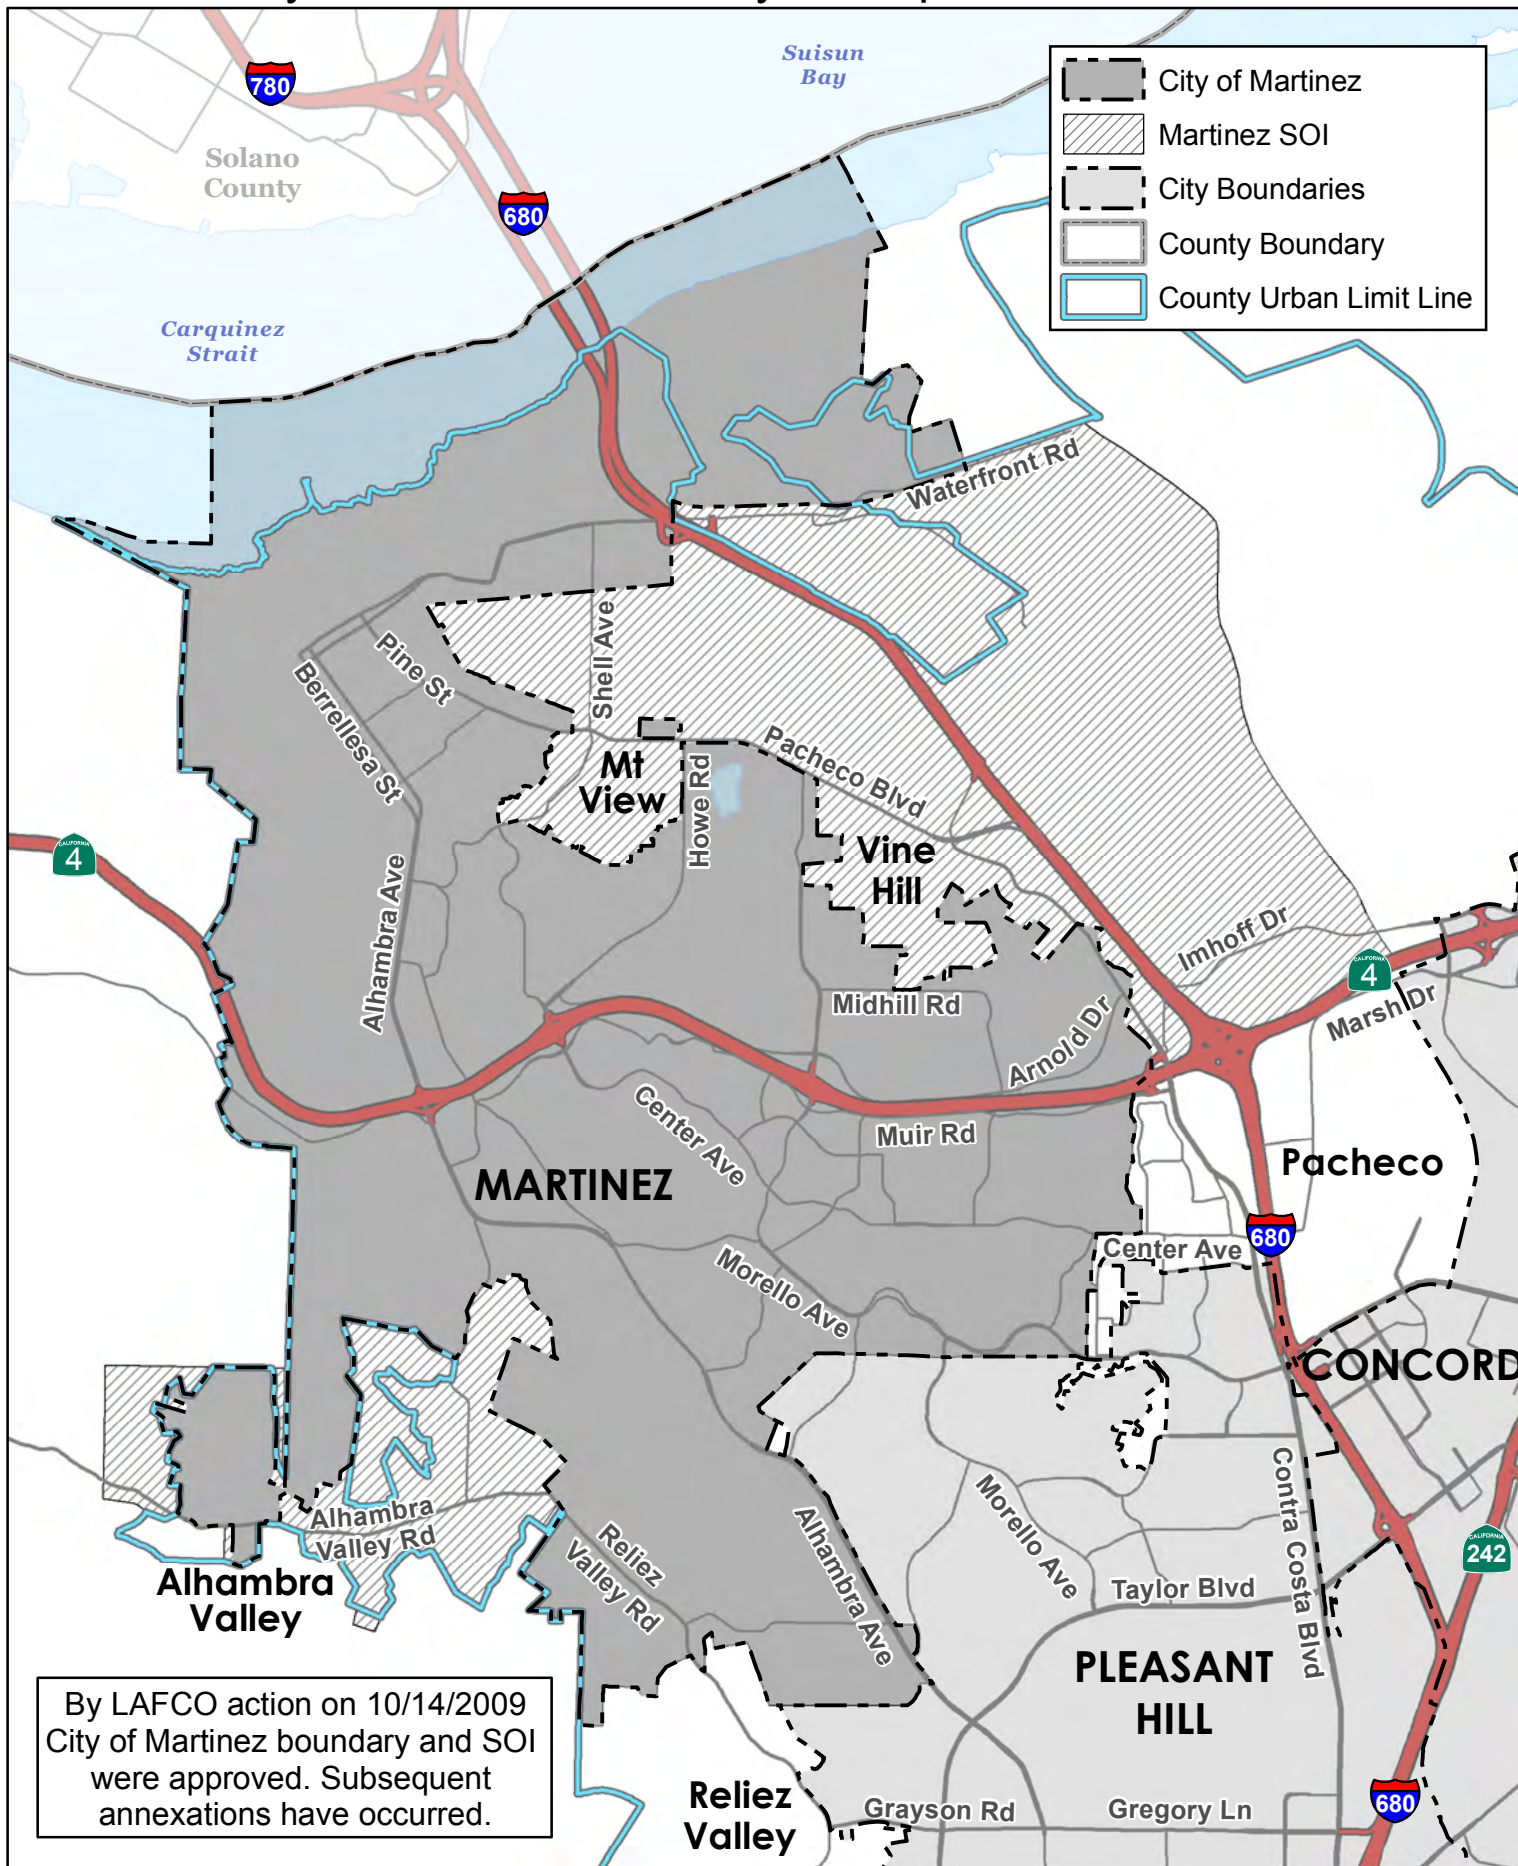 Suisun
Bay
780
Solano
County
680
Carquinez
Strait
City of Martinez
Martinez SOI
City Boundaries
County Boundary
County Urban Limit Line
Waterfront Rd
Shell Ave
Pine St
Berrellesa St
Mt
View
Howe Rd
Pacheco Blvd
Vine
Hill
CALIFORNIA
4
Alhambra Ave
Imhoff Dr
CALIFORNIA
4
Marsh Dr
Midhill Rd
Arnold Dr
Center Ave
Muir Rd
MARTINEZ
Pacheco
680
Center Ave
Morello Ave
CONCORD
Alhambra
Valley Rd
Reliez
Valley Rd
Alhambra Ave
Morello Ave
Contra Costa Blvd
CALIFORNIA
242
Alhambra
Valley
Taylor Blvd
PLEASANT
HILL
By LAFCO action on 10/14/2009
City of Martinez boundary and SOI
were approved. Subsequent
annexations have occurred.
Reliez
Valley
Grayson Rd
Gregory Ln
680